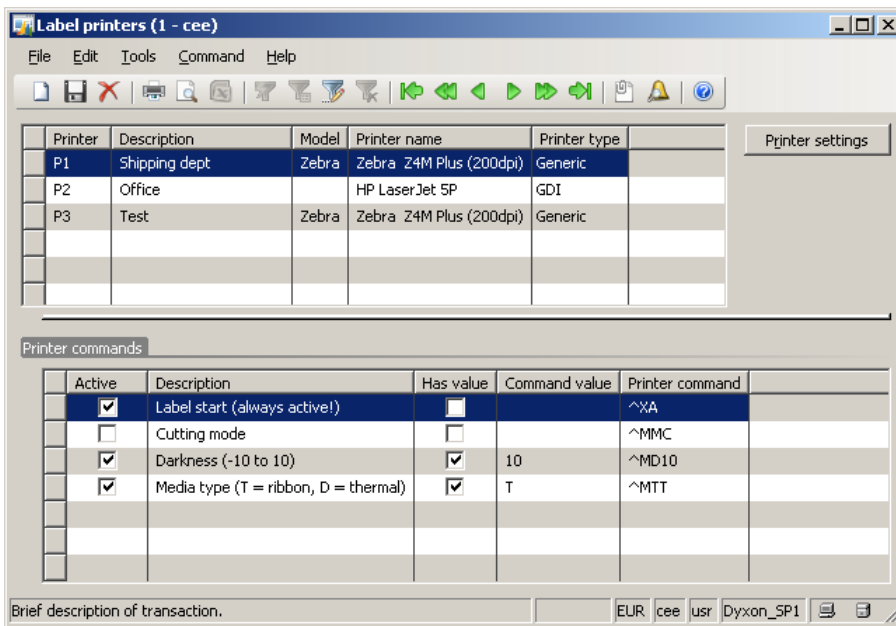 Label printers (1 - cee)
File Edit Tools Command Help
Printer Description Model Printer name Printer type
Printer settings
P1 Shipping dept Zebra Zebra Z4M Plus (200dpi) Generic
P2 Office HP LaserJet 5P GDI
P3 Test Zebra Zebra Z4M Plus (200dpi) Generic
Printer commands
Active Description Has value Command value Printer command
Label start (always active!) ^XA
Cutting mode ^MMC
Darkness (-10 to 10) 10 ^MD10
Media type (T = ribbon, D = thermal) T ^MTT
Brief description of transaction. EUR cee usr Dyxon_SP1